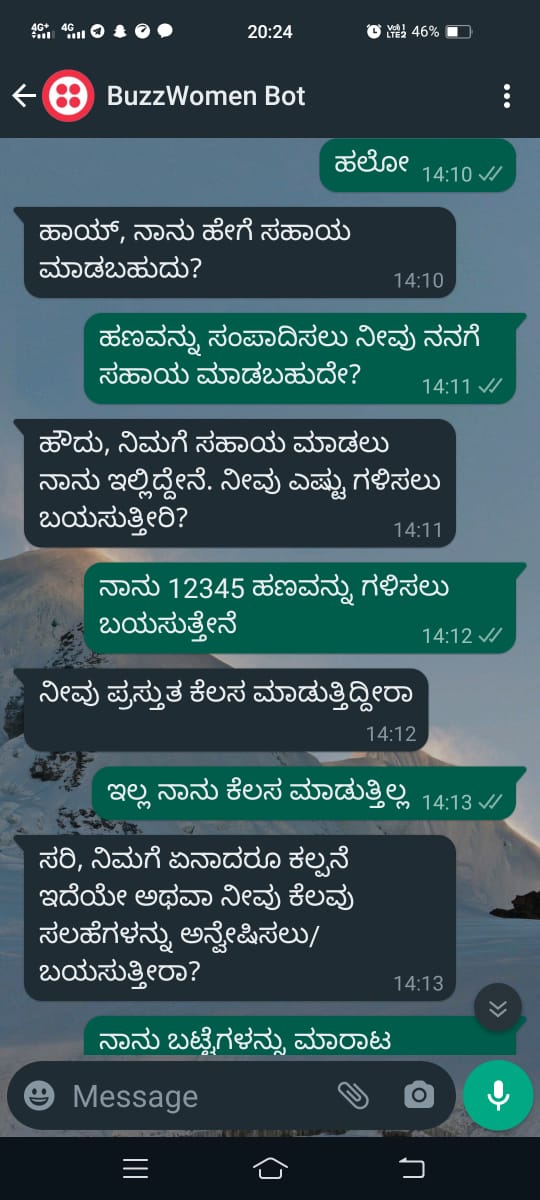 4G+ 4G 20:24 Vo) 1 LTE2 46%
BuzzWomen Bot
ಹಲೋ 14:10
ಹಾಯ್, ನಾನು ಹೇಗೆ ಸಹಾಯ
ಮಾಡಬಹುದು? 14:10
ಹಣವನ್ನು ಸಂಪಾದಿಸಲು ನೀವು ನನಗೆ
ಸಹಾಯ ಮಾಡಬಹುದೇ? 14:11
ಹೌದು, ನಿಮಗೆ ಸಹಾಯ ಮಾಡಲು
ನಾನು ಇಲ್ಲಿದ್ದೇನೆ. ನೀವು ಎಷ್ಟು ಗಳಿಸಲು
ಬಯಸುತ್ತೀರಿ? 14:11
ನಾನು 12345 ಹಣವನ್ನು ಗಳಿಸಲು
ಬಯಸುತ್ತೇನೆ 14:12
ನೀವು ಪ್ರಸ್ತುತ ಕೆಲಸ ಮಾಡುತ್ತಿದ್ದೀರಾ
14:12
ಇಲ್ಲ ನಾನು ಕೆಲಸ ಮಾಡುತ್ತಿಲ್ಲ 14:13
ಸರಿ, ನಿಮಗೆ ಏನಾದರೂ ಕಲ್ಪನೆ
ಇದೆಯೇ ಅಥವಾ ನೀವು ಕೆಲವು
ಸಲಹೆಗಳನ್ನು ಅನ್ವೇಷಿಸಲು/
ಬಯಸುತ್ತೀರಾ? 14:13
ನಾನು ಬಟ್ಟೆಗಳನ್ನು ಮಾರಾಟ
Message